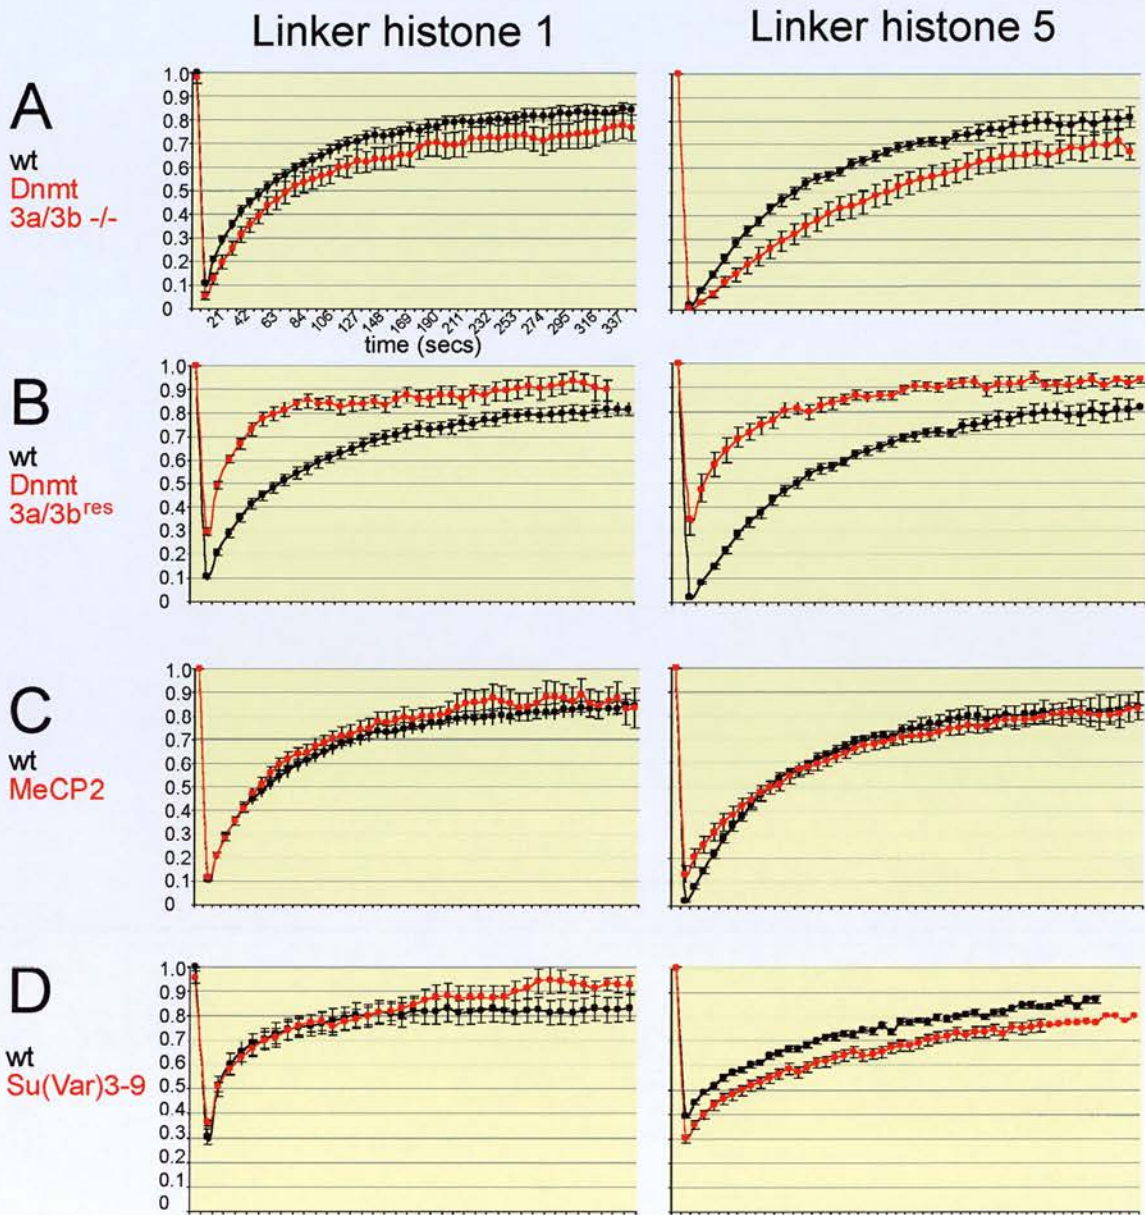 Linker histone 1
Linker histone 5
A
wt
Dnmt
3a/3b -/-
1.0
0.9
0.8
0.7
0.6
0.5
0.4
0.3
0.2
0.1
0
21 42 63 84 106 127 148 169 190 211 232 253 274 295 316 337
time (secs)
B
wt
Dnmt
3a/3b^res
1.0
0.9
0.8
0.7
0.6
0.5
0.4
0.3
0.2
0.1
0
C
wt
MeCP2
1.0
0.9
0.8
0.7
0.6
0.5
0.4
0.3
0.2
0.1
0
D
wt
Su(Var)3-9
1.0
0.9
0.8
0.7
0.6
0.5
0.4
0.3
0.2
0.1
0